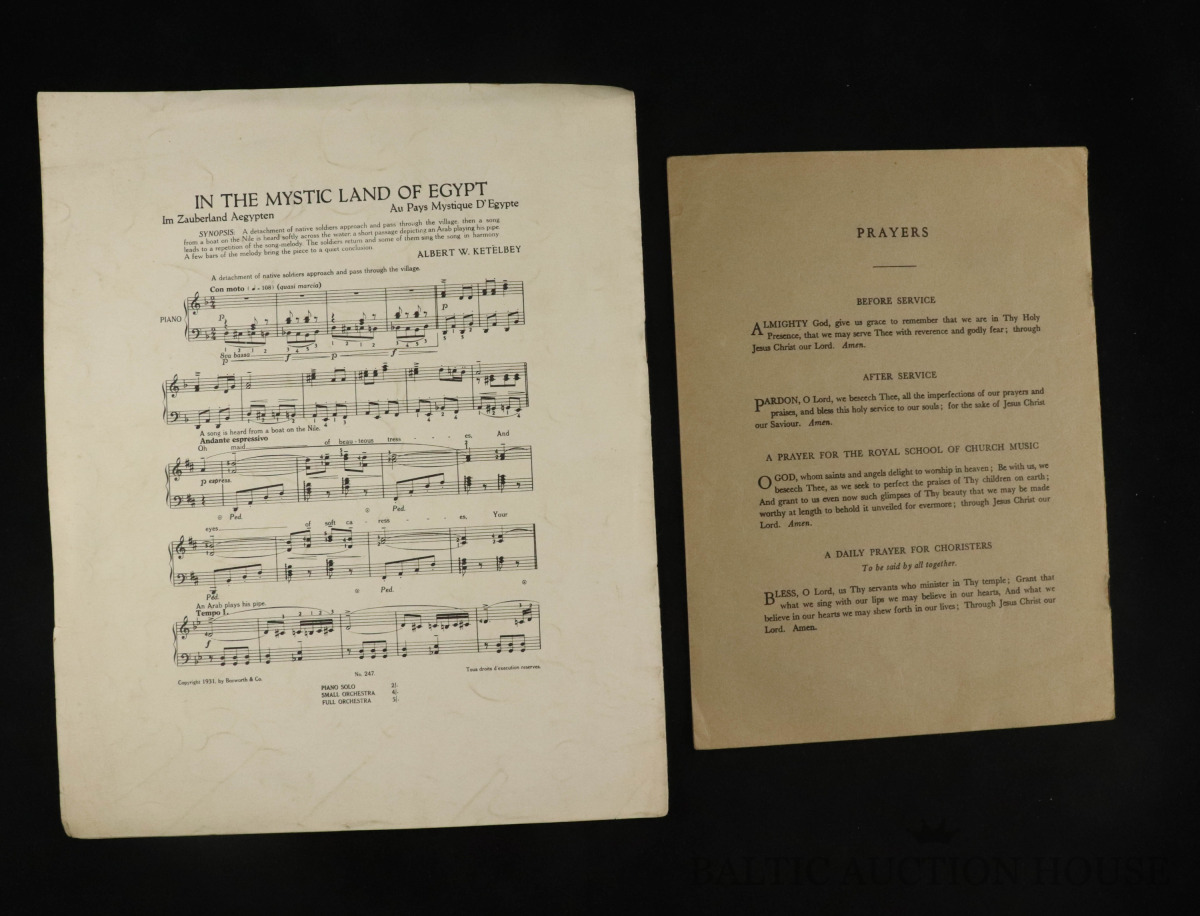 IN THE MYSTIC LAND OF EGYPT
Im Zauberland Aegypten
Au Pays Mystique D'Egypte
SYNOPSIS: A detachment of native soldiers approach and pass through the village, then a song
from a boat on the Nile is heard softly across the water: a short passage depicting an Arab playing his pipe
leads to a repetition of the song-melody. The soldiers return and some of them sing the song in harmony
A few bars of the melody bring the piece to a quiet conclusion.
ALBERT W. KETÈLBEY
A detachment of native soldiers approach and pass through the village.
Con moto (♩=108) (quasi marcia)
PIANO
p
p
8va bassa
p f p f
A song is heard from a boat on the Nile.
Andante espressivo
Oh maid of beau-teous tress - - es, And
p express.
Ped. Ped.
eyes of soft ca - ress - - es, Your
Ped. Ped.
An Arab plays his pipe.
Tempo I.
f
Copyright 1931, by Bosworth & Co.
No. 247
Tous droits d'exécution reservés.
PIANO SOLO 2/-
SMALL ORCHESTRA 4/-
FULL ORCHESTRA 5/-
PRAYERS
BEFORE SERVICE
ALMIGHTY God, give us grace to remember that we are in Thy Holy
Presence, that we may serve Thee with reverence and godly fear; through
Jesus Christ our Lord. Amen.
AFTER SERVICE
PARDON, O Lord, we beseech Thee, all the imperfections of our prayers and
praises, and bless this holy service to our souls; for the sake of Jesus Christ
our Saviour. Amen.
A PRAYER FOR THE ROYAL SCHOOL OF CHURCH MUSIC
O GOD, whom saints and angels delight to worship in heaven; Be with us, we
beseech Thee, as we seek to perfect the praises of Thy children on earth;
And grant to us even now such glimpses of Thy beauty that we may be made
worthy at length to behold it unveiled for evermore; through Jesus Christ our
Lord. Amen.
A DAILY PRAYER FOR CHORISTERS
To be said by all together.
BLESS, O Lord, us Thy servants who minister in Thy temple; Grant that
what we sing with our lips we may believe in our hearts, And what we
believe in our hearts we may shew forth in our lives; Through Jesus Christ our
Lord. Amen.
BALTIC AUCTION HOUSE